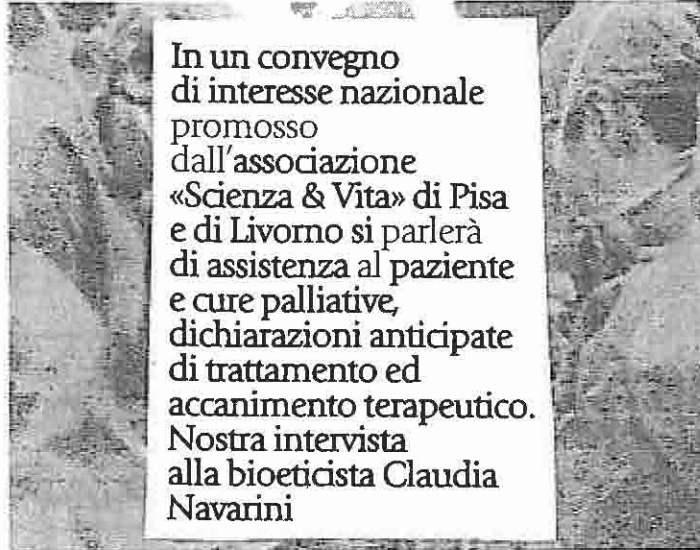 In un convegno
di interesse nazionale
promosso
dall'associazione
«Scienza & Vita» di Pisa
e di Livorno si parlerà
di assistenza al paziente
e cure palliative,
dichiarazioni anticipate
di trattamento ed
accanimento terapeutico.
Nostra intervista
alla bioeticista Claudia
Navarini